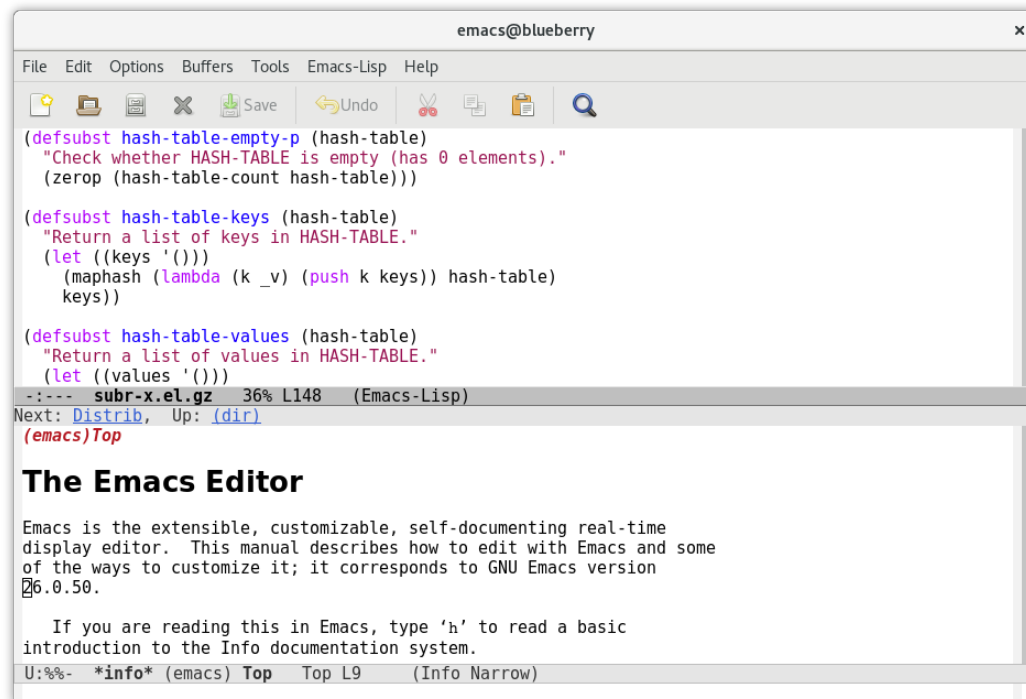 emacs@blueberry ×
File Edit Options Buffers Tools Emacs-Lisp Help
Save Undo
(defsubst hash-table-empty-p (hash-table)
  "Check whether HASH-TABLE is empty (has 0 elements)."
  (zerop (hash-table-count hash-table)))

(defsubst hash-table-keys (hash-table)
  "Return a list of keys in HASH-TABLE."
  (let ((keys '()))
    (maphash (lambda (k _v) (push k keys)) hash-table)
    keys))

(defsubst hash-table-values (hash-table)
  "Return a list of values in HASH-TABLE."
  (let ((values '()))
-:---  subr-x.el.gz   36% L148   (Emacs-Lisp)
Next: Distrib,  Up: (dir)
(emacs)Top
The Emacs Editor
Emacs is the extensible, customizable, self-documenting real-time
display editor.  This manual describes how to edit with Emacs and some
of the ways to customize it; it corresponds to GNU Emacs version
26.0.50.

   If you are reading this in Emacs, type ‘h’ to read a basic
introduction to the Info documentation system.
U:%%-  *info* (emacs) Top   Top L9     (Info Narrow)